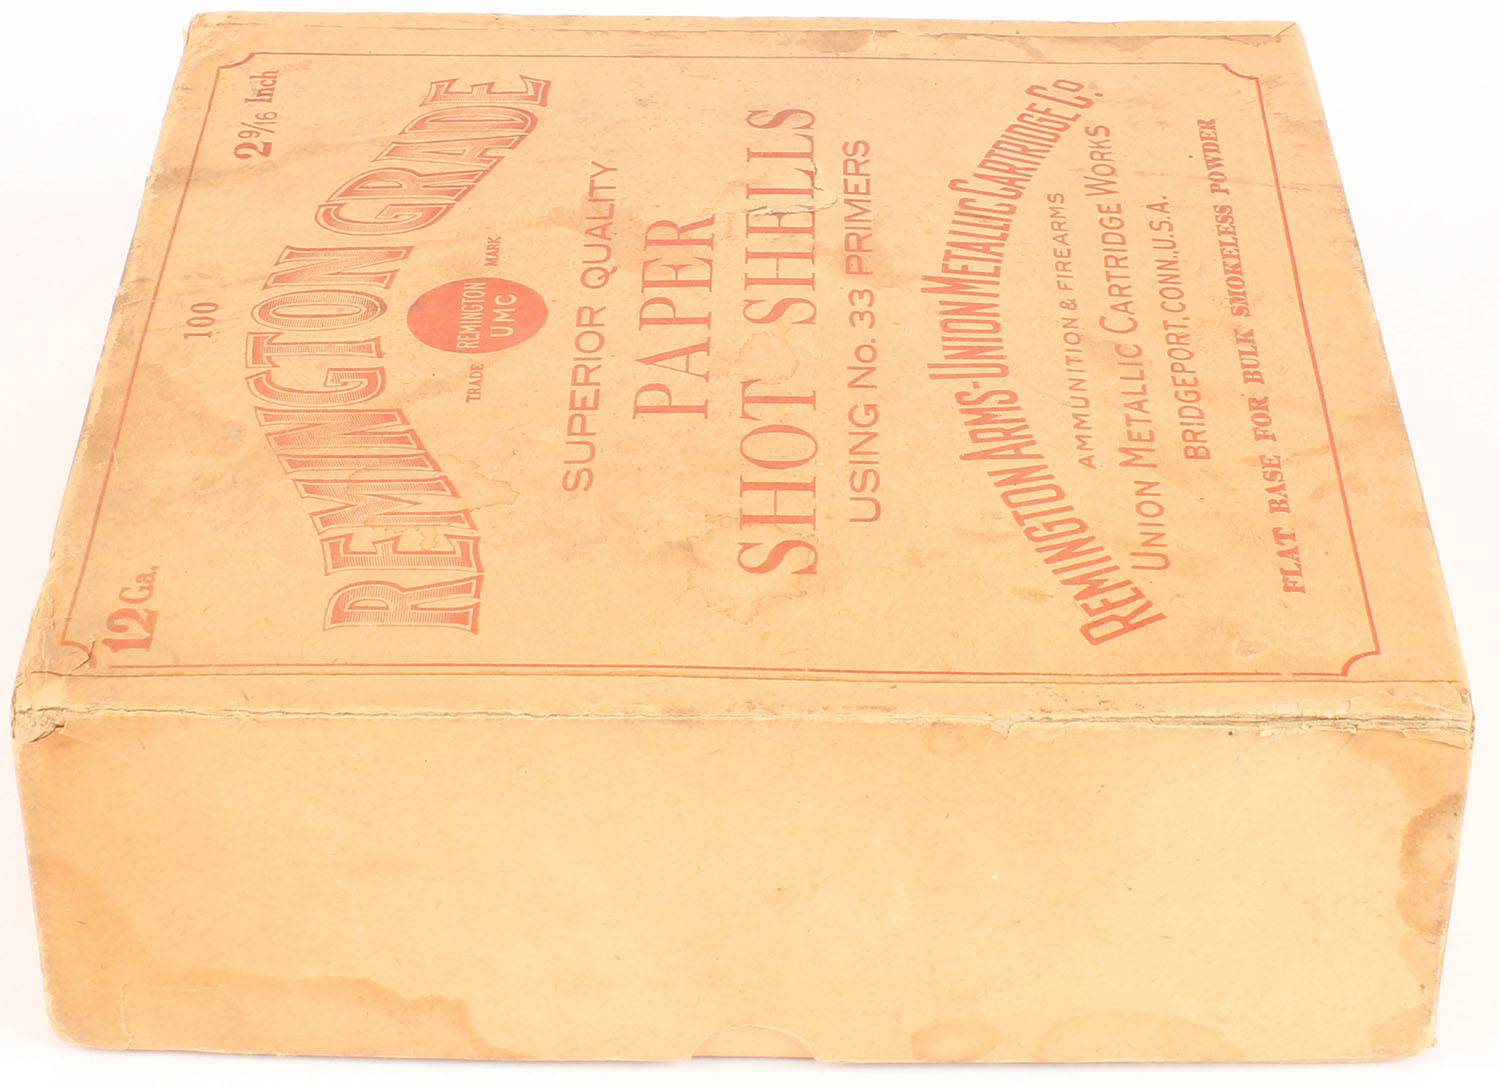 12 Ga. 100 2 9/16 Inch
REMINGTON GRADE
TRADE REMINGTON UMC MARK
SUPERIOR QUALITY
PAPER
SHOT SHELLS
USING No. 33 PRIMERS
REMINGTON ARMS-UNION METALLIC CARTRIDGE Co.
AMMUNITION & FIREARMS
UNION METALLIC CARTRIDGE WORKS
BRIDGEPORT, CONN., U.S.A.
FLAT BASE FOR BULK SMOKELESS POWDER